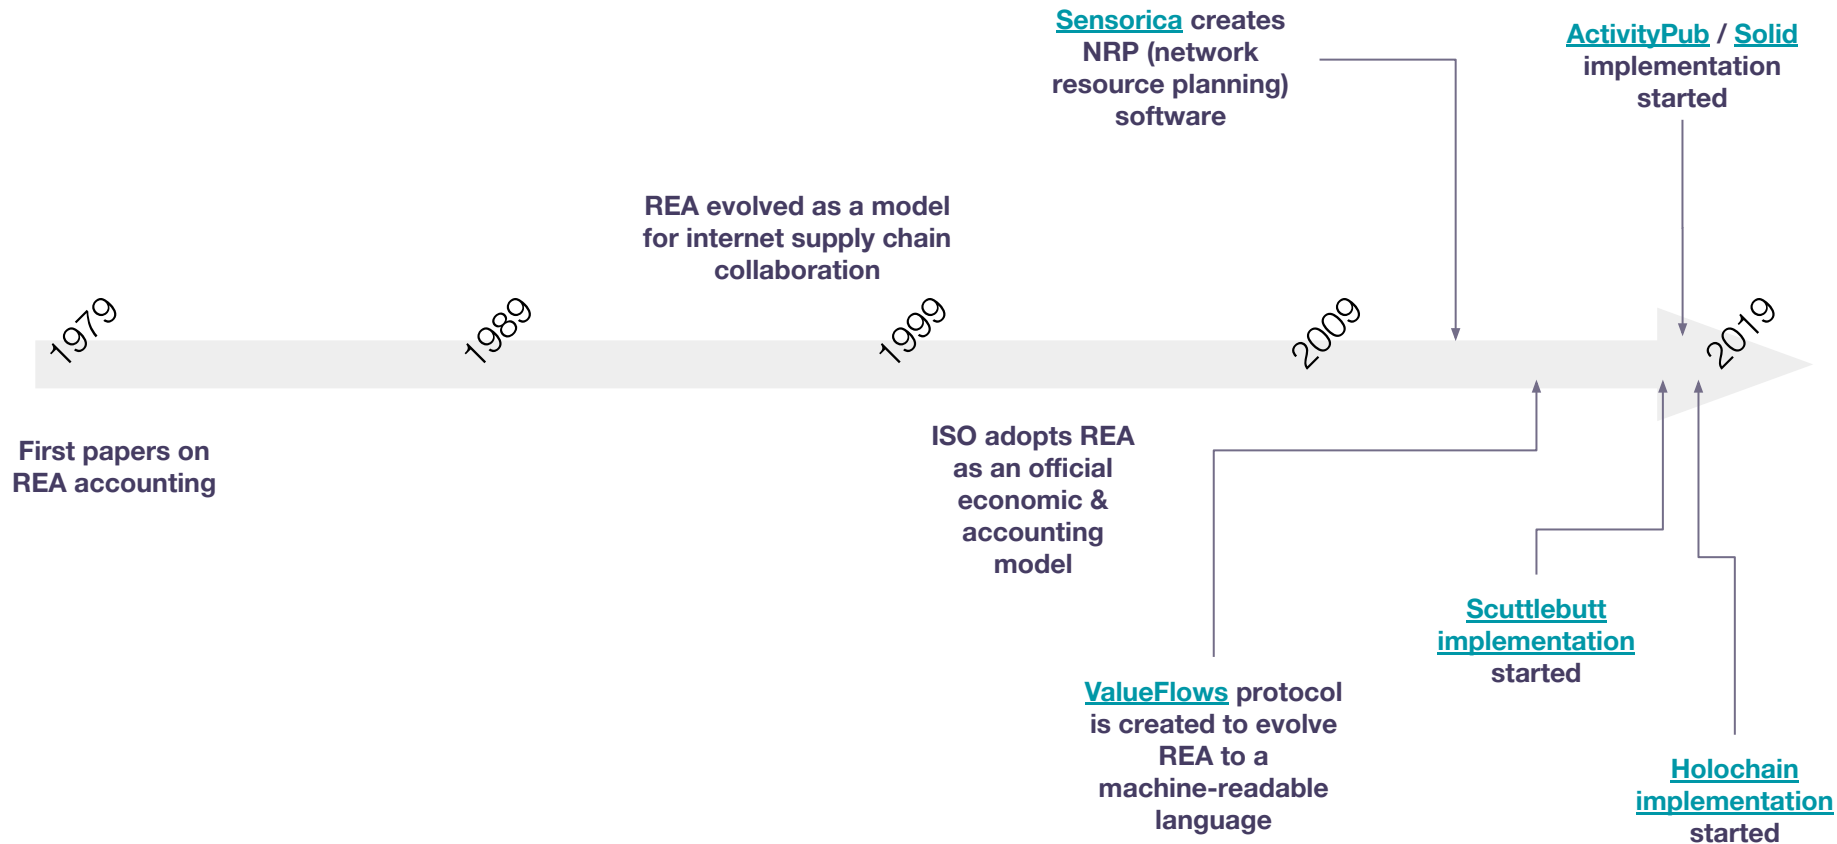 Sensorica creates
NRP (network
resource planning)
software
ActivityPub / Solid
implementation
started
REA evolved as a model
for internet supply chain
collaboration
1979
1989
1999
2009
2019
First papers on
REA accounting
ISO adopts REA
as an official
economic &
accounting
model
ValueFlows protocol
is created to evolve
REA to a
machine-readable
language
Scuttlebutt
implementation
started
Holochain
implementation
started